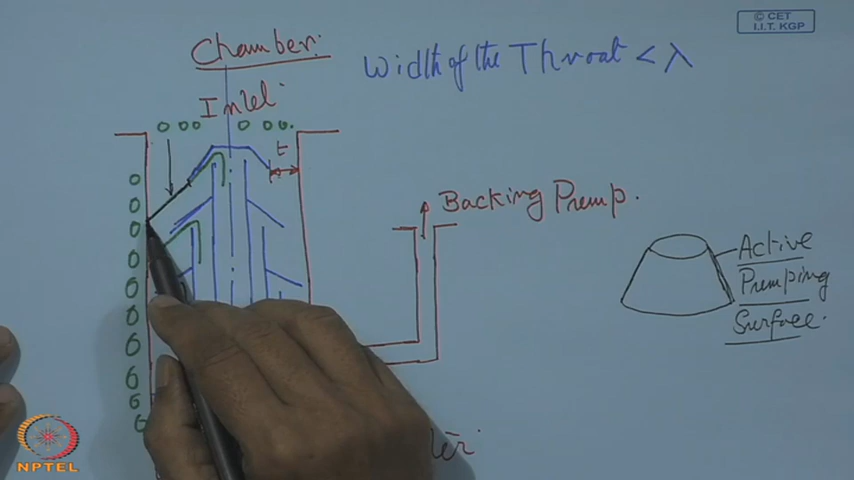 © CET
I.I.T. KGP
Chamber
Width of the Throat < λ
Inlet
t
Backing Pump.
Active
Pumping
Surface.
NPTEL